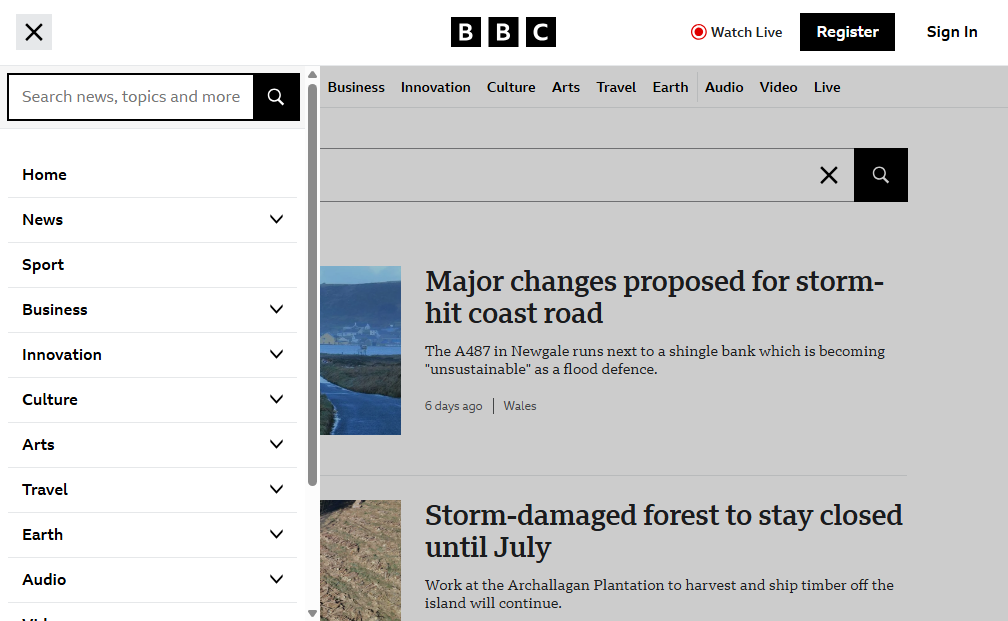 BBC
Watch Live
Register
Sign In
Search news, topics and more
Business
Innovation
Culture
Arts
Travel
Earth
Audio
Video
Live
Home
News
Sport
Business
Innovation
Culture
Arts
Travel
Earth
Audio
Major changes proposed for storm-
hit coast road
The A487 in Newgale runs next to a shingle bank which is becoming
"unsustainable" as a flood defence.
6 days ago
Wales
Storm-damaged forest to stay closed
until July
Work at the Archallagan Plantation to harvest and ship timber off the
island will continue.